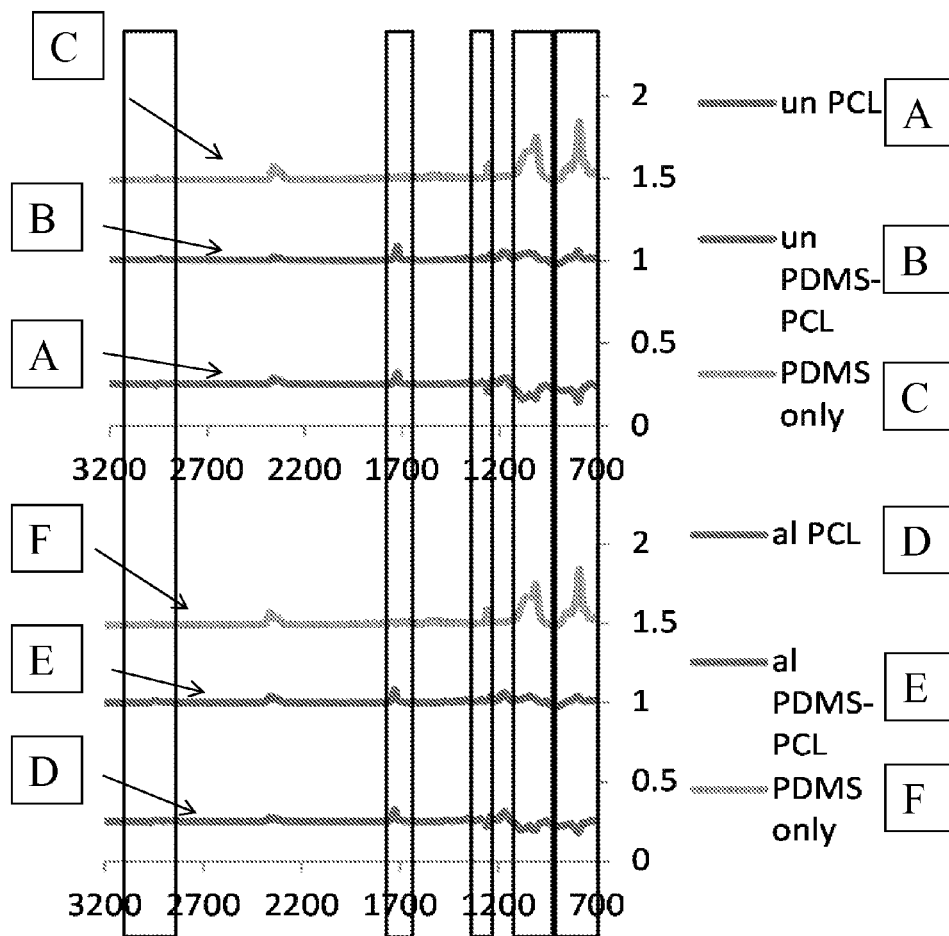 C
2
un PCL
A
1.5
B
1
un
PDMS-
PCL
B
A
0.5
PDMS
only
C
0
3200 2700 2200 1700 1200 700
F
2
al PCL
D
1.5
E
1
al
PDMS-
PCL
E
D
0.5
PDMS
only
F
0
3200 2700 2200 1700 1200 700